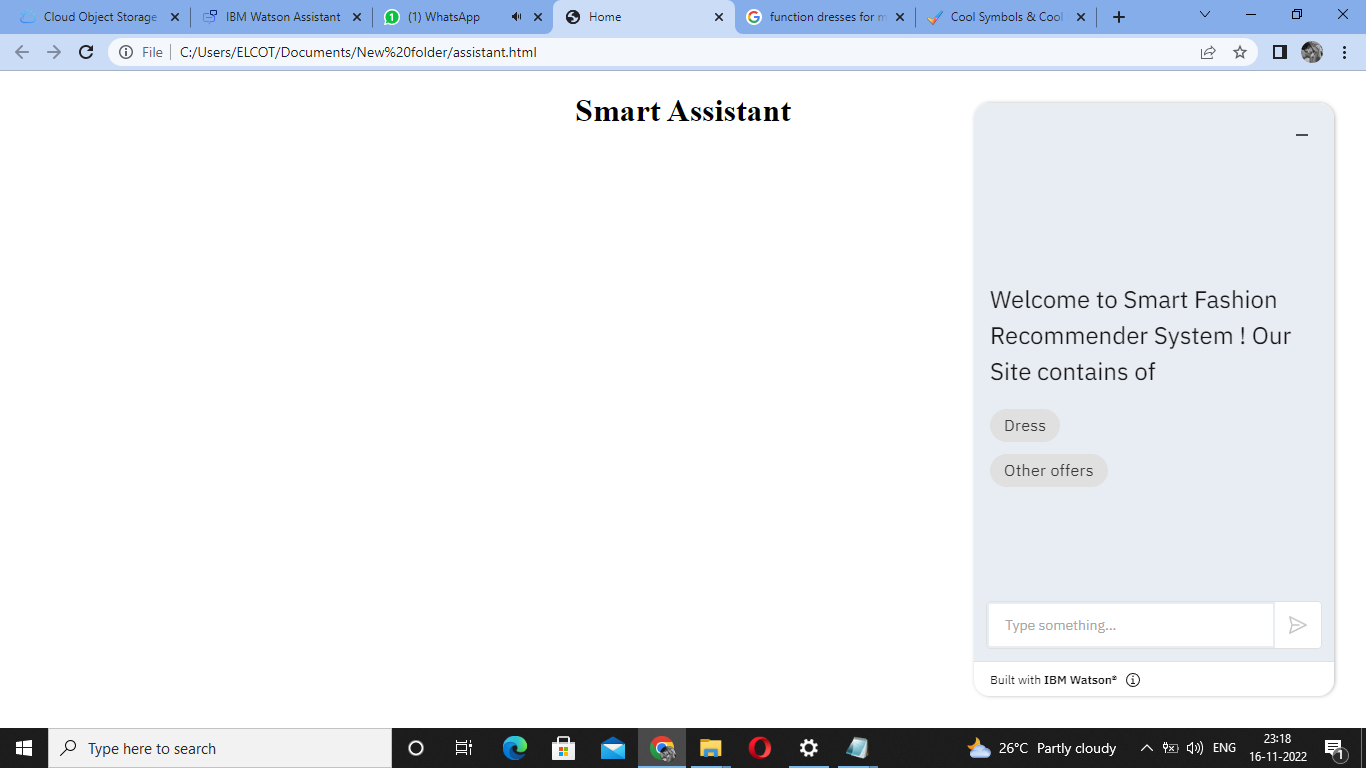 Cloud Object Storage
IBM Watson Assistant
1
(1) WhatsApp
Home
function dresses for m
Cool Symbols & Cool
File
C:/Users/ELCOT/Documents/New%20folder/assistant.html
Smart Assistant
Welcome to Smart Fashion
Recommender System ! Our
Site contains of
Dress
Other offers
Type something...
Built with IBM Watson®
Type here to search
26°C Partly cloudy
ENG
23:18
16-11-2022
1